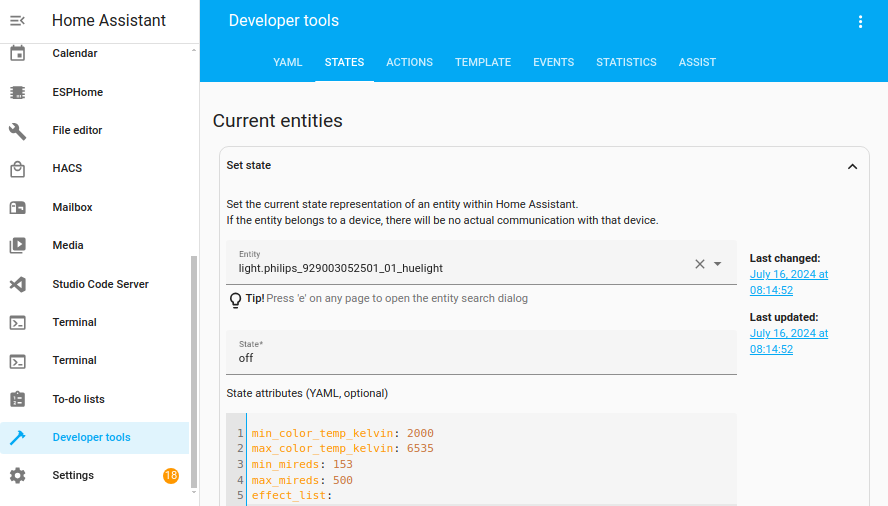 Home Assistant
Developer tools
Calendar
ESPHome
File editor
HACS
Mailbox
Media
Studio Code Server
Terminal
Terminal
To-do lists
Developer tools
Settings 18
YAML STATES ACTIONS TEMPLATE EVENTS STATISTICS ASSIST
Current entities
Set state
Set the current state representation of an entity within Home Assistant.
If the entity belongs to a device, there will be no actual communication with that device.
Entity
light.philips_929003052501_01_huelight
Tip! Press 'e' on any page to open the entity search dialog
Last changed:
July 16, 2024 at
08:14:52
Last updated:
July 16, 2024 at
08:14:52
State*
off
State attributes (YAML, optional)
1 min_color_temp_kelvin: 2000
2 max_color_temp_kelvin: 6535
3 min_mireds: 153
4 max_mireds: 500
5 effect_list: